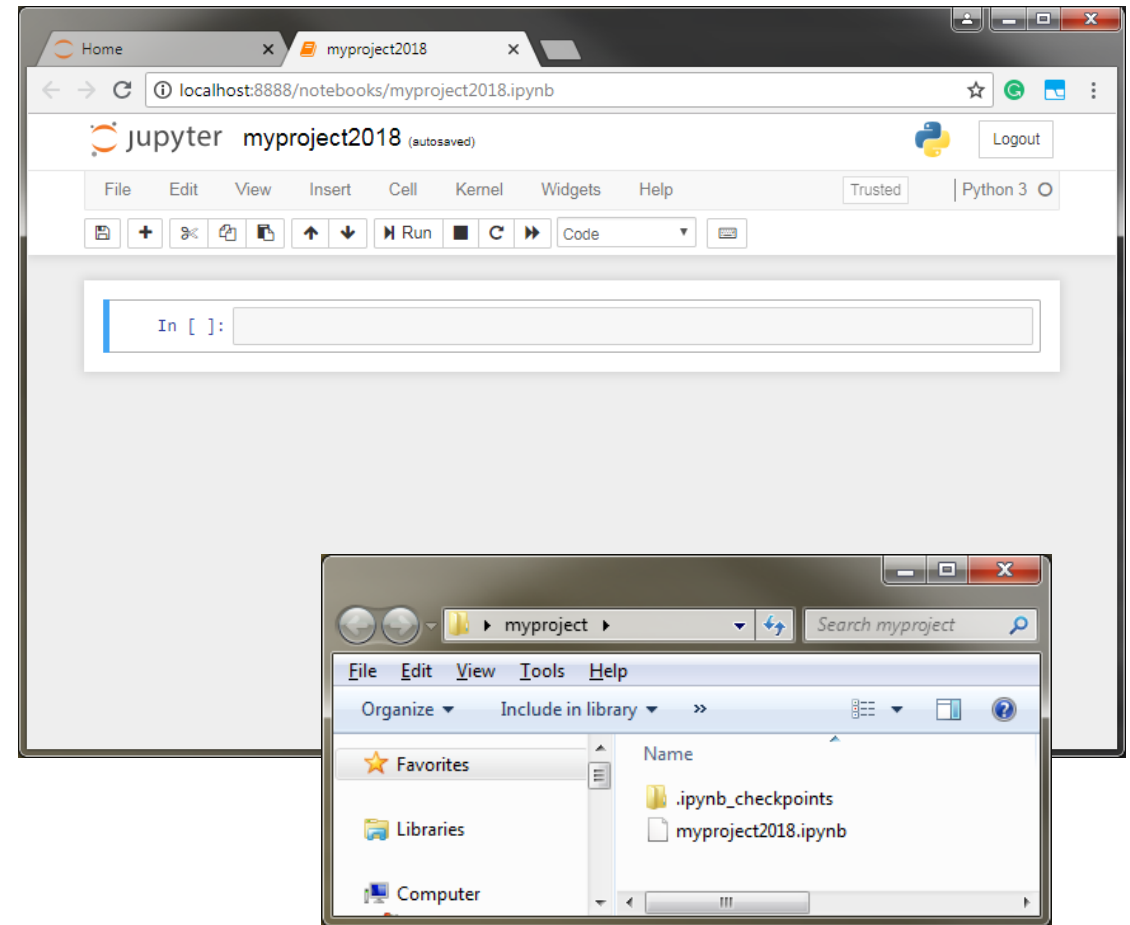 Home
myproject2018
localhost:8888/notebooks/myproject2018.ipynb
jupyter myproject2018 (autosaved)
Logout
File Edit View Insert Cell Kernel Widgets Help
Trusted
Python 3
Run
Code
In [ ]:
myproject
Search myproject
File Edit View Tools Help
Organize
Include in library
»
Name
Favorites
.ipynb_checkpoints
myproject2018.ipynb
Libraries
Computer